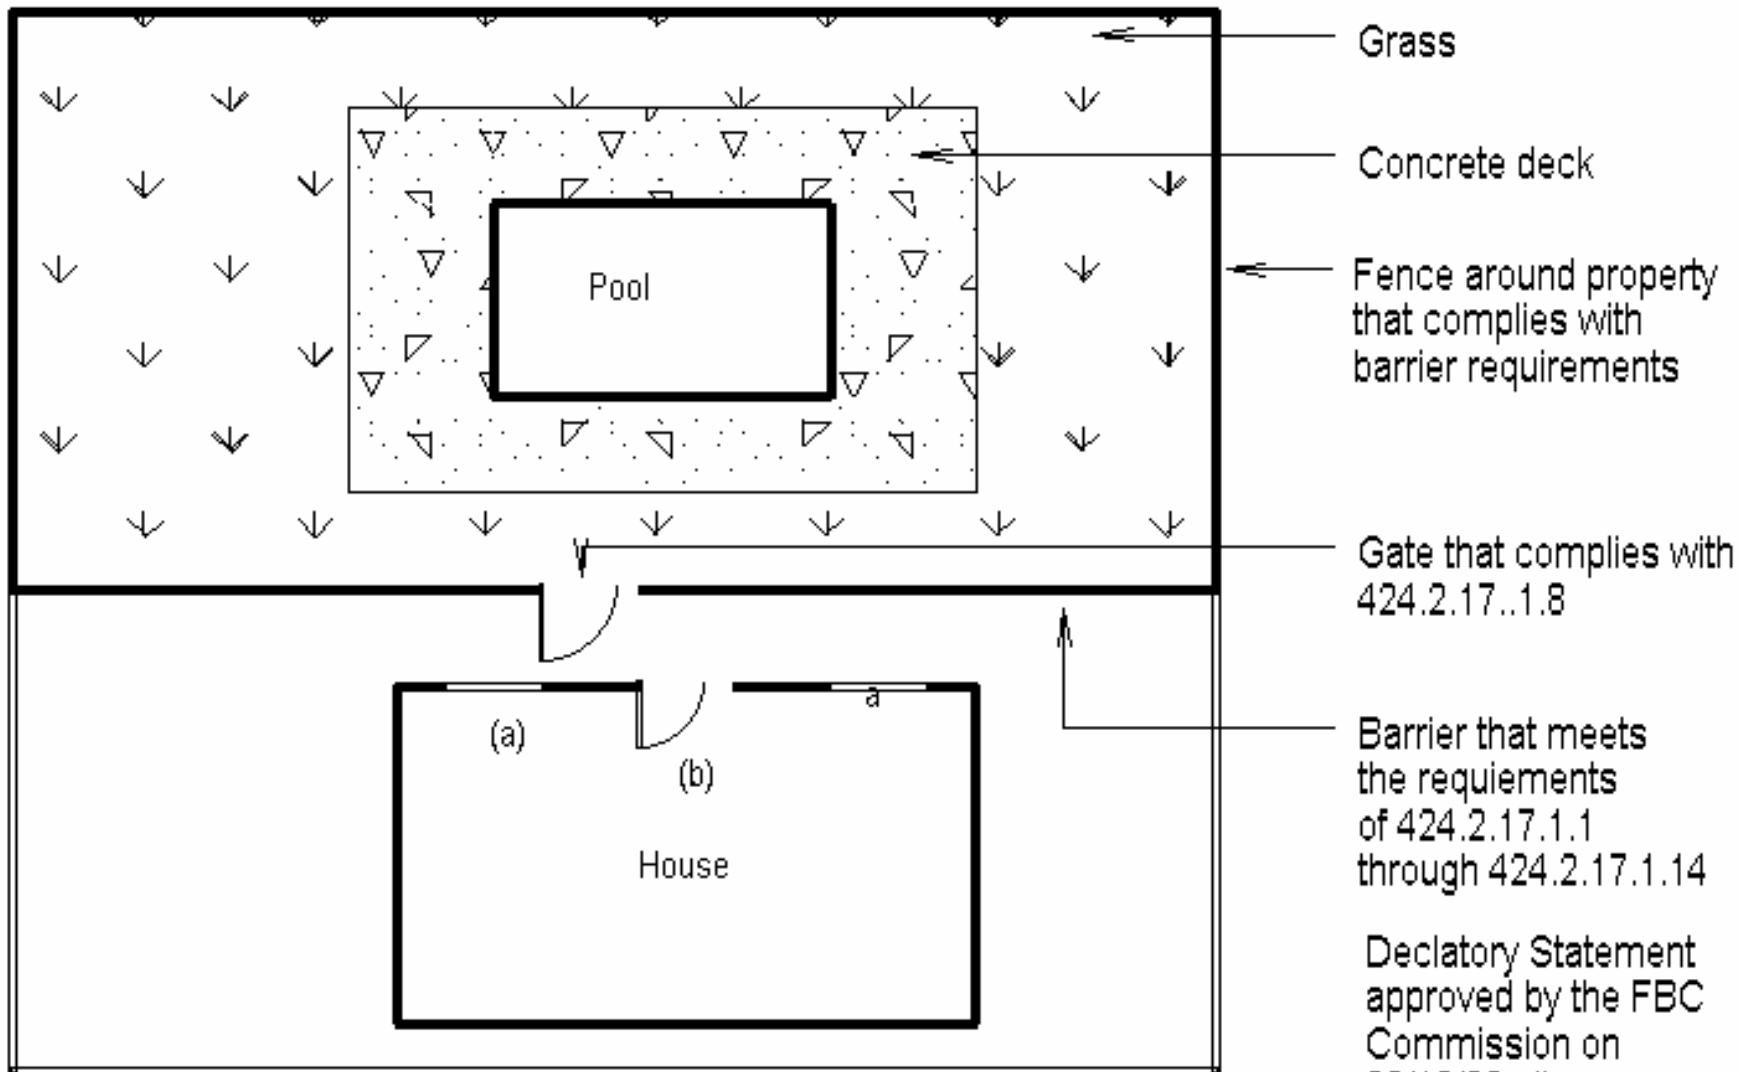 Grass
Concrete deck
Pool
Fence around property
that complies with
barrier requirements
Gate that complies with
424.2.17..1.8
(a)
a
(b)
House
Barrier that meets
the requiements
of 424.2.17.1.1
through 424.2.17.1.14
Declatory Statement
approved by the FBC
Commission on